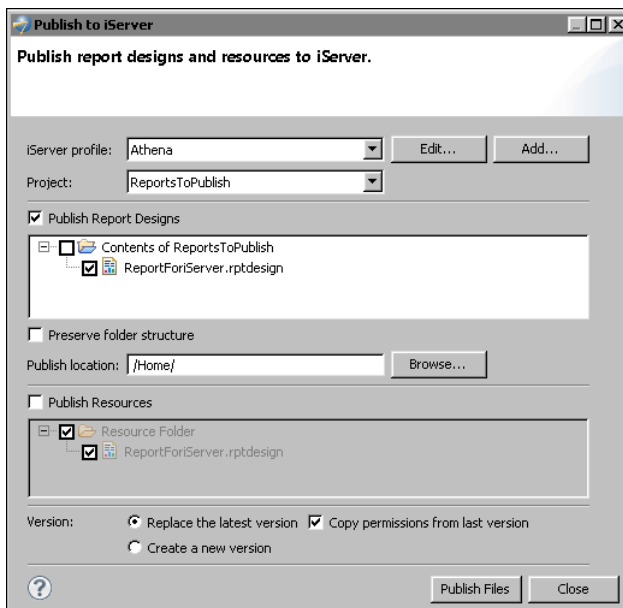 Publish to iServer
Publish report designs and resources to iServer.
iServer profile: Athena Edit... Add...
Project: ReportsToPublish
Publish Report Designs
Contents of ReportsToPublish
ReportForiServer.rptdesign
Preserve folder structure
Publish location: /Home/ Browse...
Publish Resources
Resource Folder
ReportForiServer.rptdesign
Version: Replace the latest version Copy permissions from last version
Create a new version
? Publish Files Close